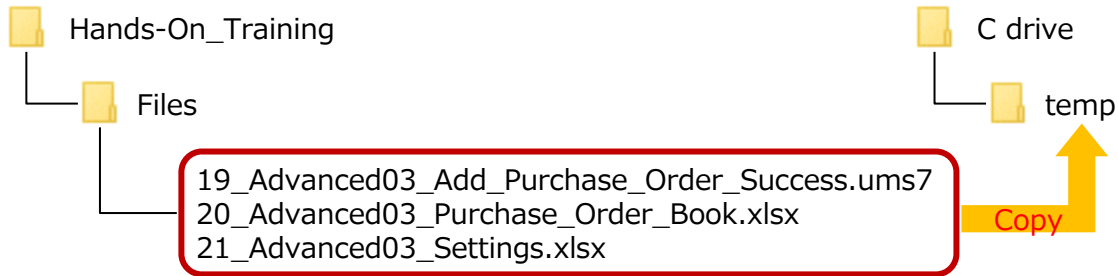 Hands-On_Training
C drive
Files
temp
19_Advanced03_Add_Purchase_Order_Success.ums7
20_Advanced03_Purchase_Order_Book.xlsx
21_Advanced03_Settings.xlsx
Copy